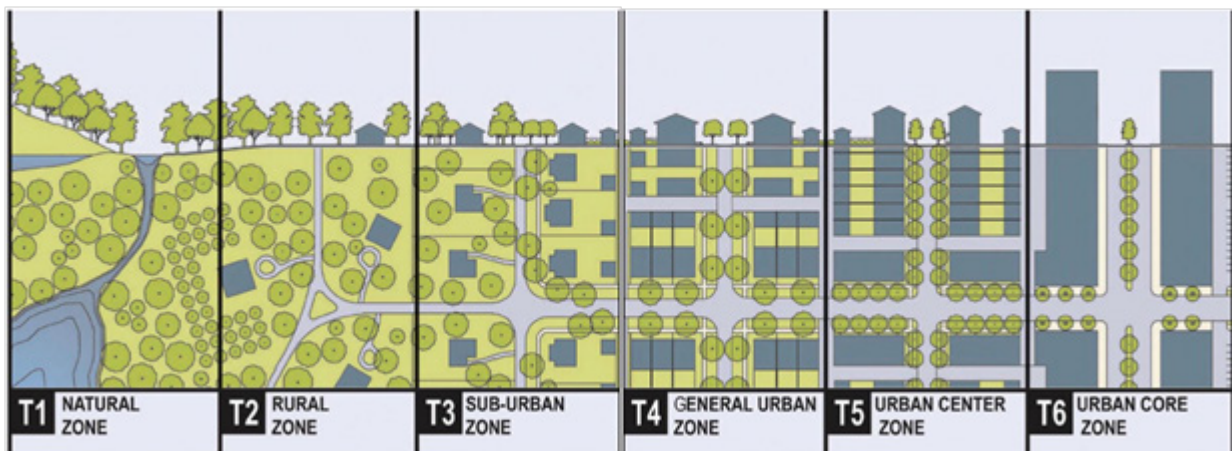 T1 NATURAL
ZONE
T2 RURAL
ZONE
T3 SUB-URBAN
ZONE
T4 GENERAL URBAN
ZONE
T5 URBAN CENTER
ZONE
T6 URBAN CORE
ZONE